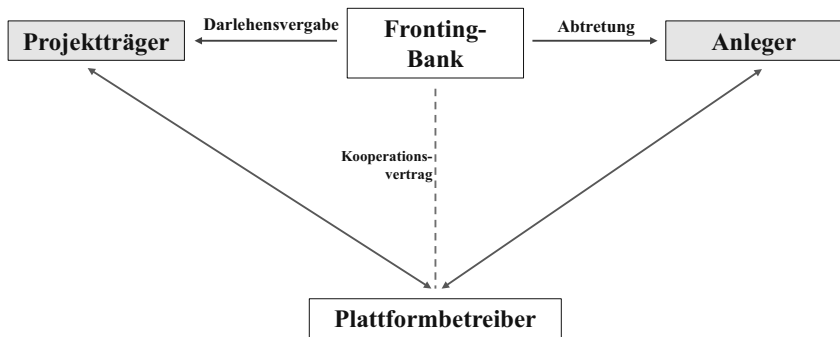 Projektträger
Darlehensvergabe
Fronting-
Bank
Abtretung
Anleger
Kooperations-
vertrag
Plattformbetreiber